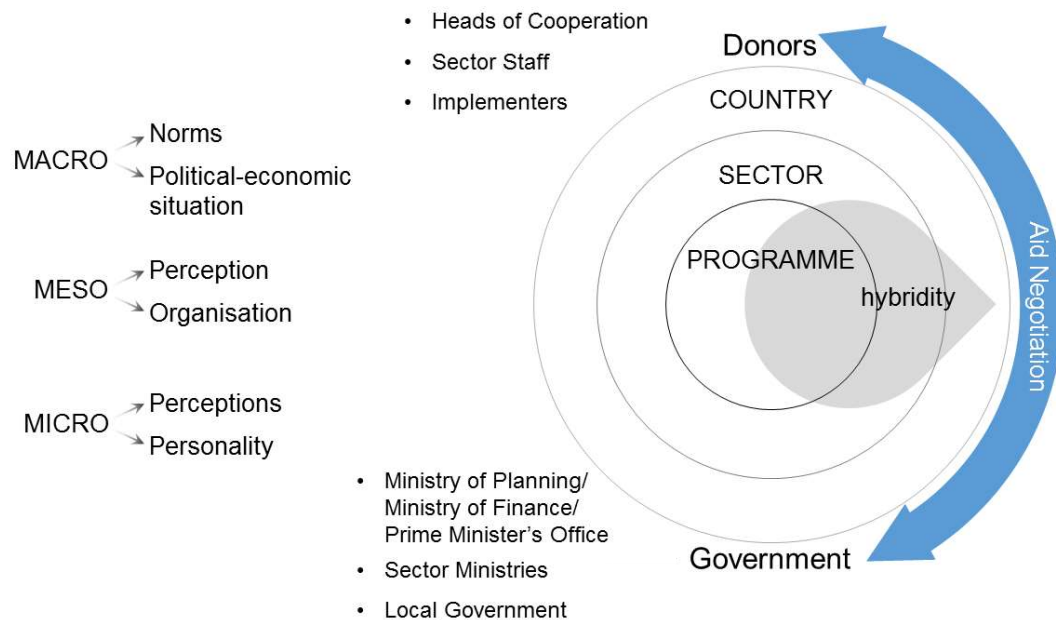 • Heads of Cooperation
• Sector Staff
• Implementers
Donors
COUNTRY
SECTOR
PROGRAMME
hybridity
Aid Negotiation
MACRO
Norms
Political-economic
situation
MESO
Perception
Organisation
MICRO
Perceptions
Personality
• Ministry of Planning/
Ministry of Finance/
Prime Minister’s Office
• Sector Ministries
• Local Government
Government